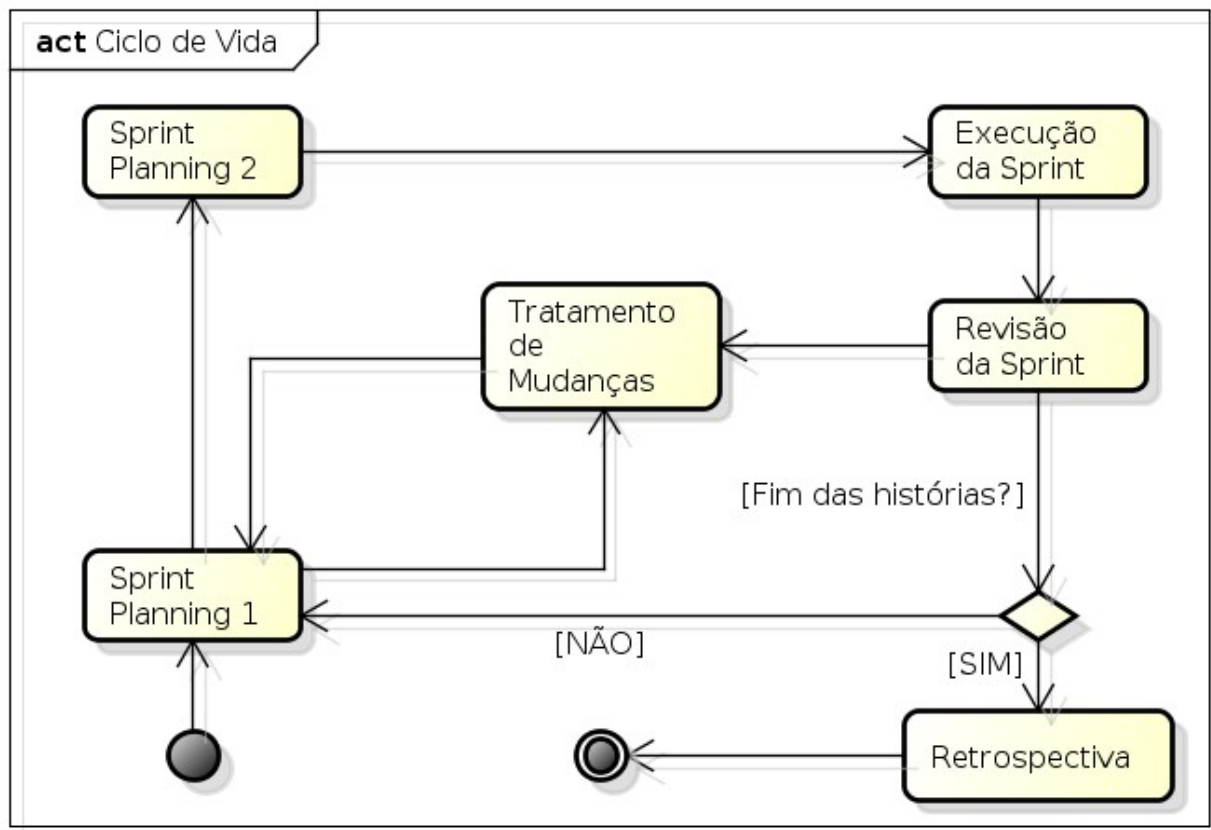 act Ciclo de Vida
Sprint
Planning 2
Execução
da Sprint
Tratamento
de
Mudanças
Revisão
da Sprint
[Fim das histórias?]
Sprint
Planning 1
[NÃO]
[SIM]
Retrospectiva